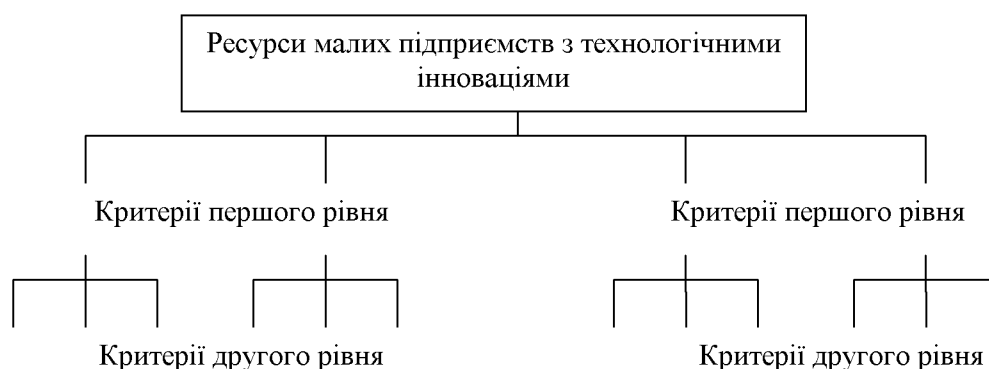 Ресурси малих підприємств з технологічними
інноваціями
Критерії першого рівня
Критерії першого рівня
Критерії другого рівня
Критерії другого рівня